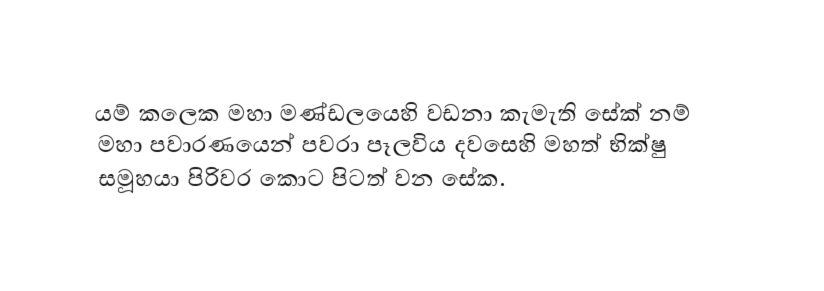 යම් කලෙක මහා මණ්ඩලයෙහි වඩනා කැමැති සේක් නම්
මහා පවාරණයෙන් පවරා පෑලවිය දවසෙහි මහත් භික්ෂු
සමූහයා පිරිවර කොට පිටත් වන සේක.